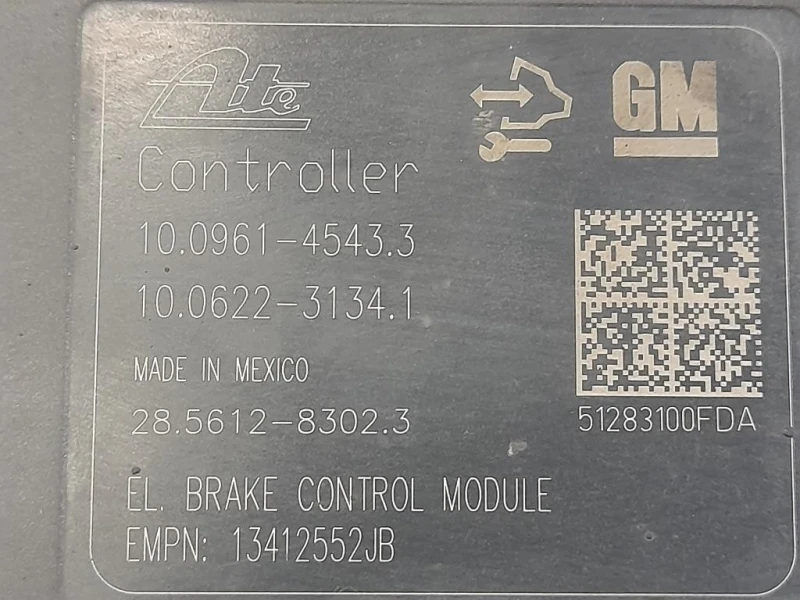 Ate
GM
Controller
10.0961-4543.3
10.0622-3134.1
MADE IN MEXICO
28.5612-8302.3
51283100FDA
EL. BRAKE CONTROL MODULE
EMPN: 13412552JB